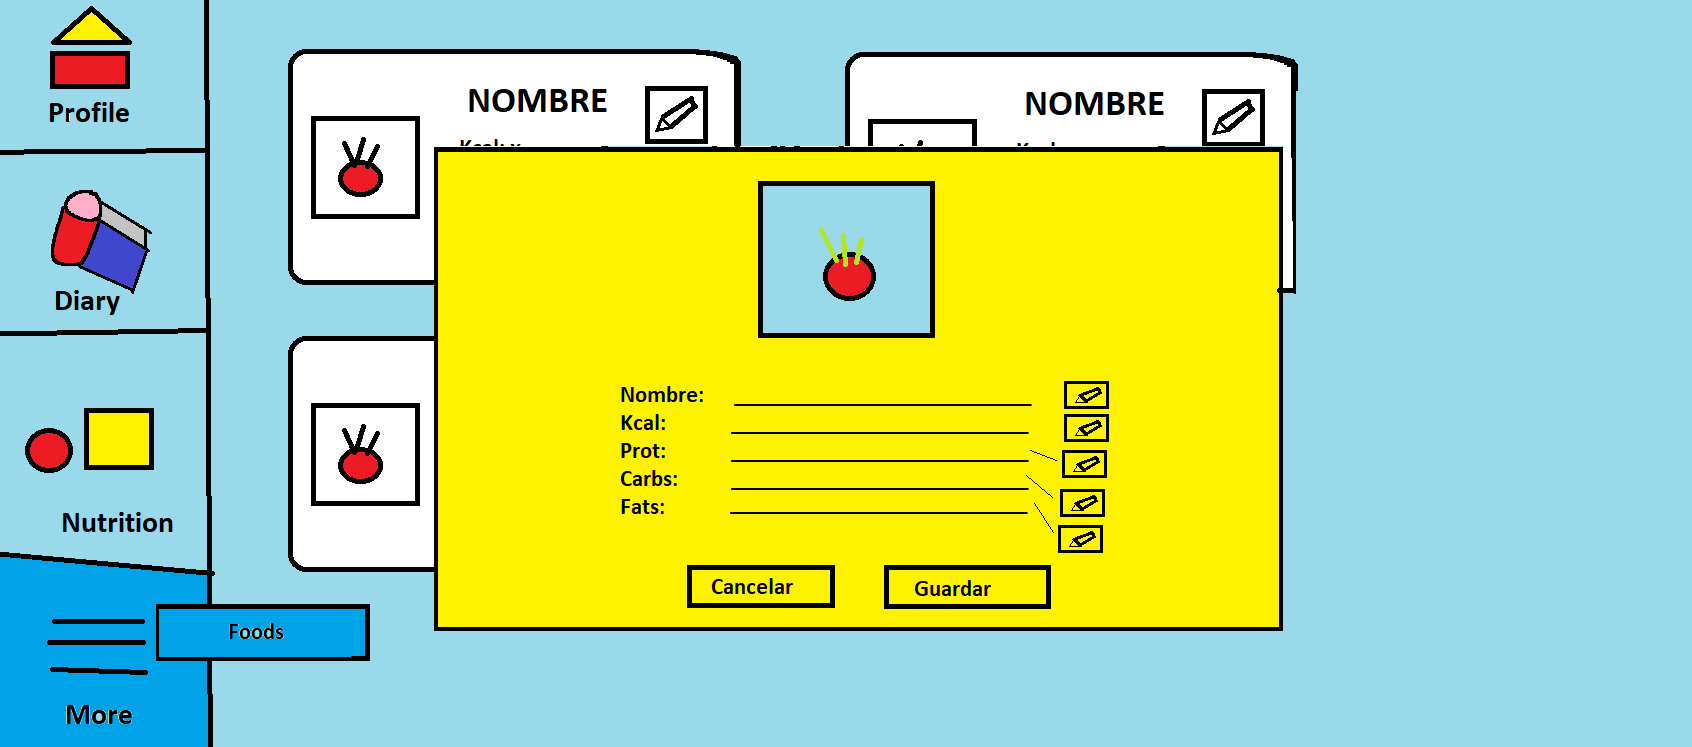 Profile
Diary
Nutrition
More
Foods
NOMBRE
NOMBRE
Nombre:
Kcal:
Prot:
Carbs:
Fats:
Cancelar
Guardar